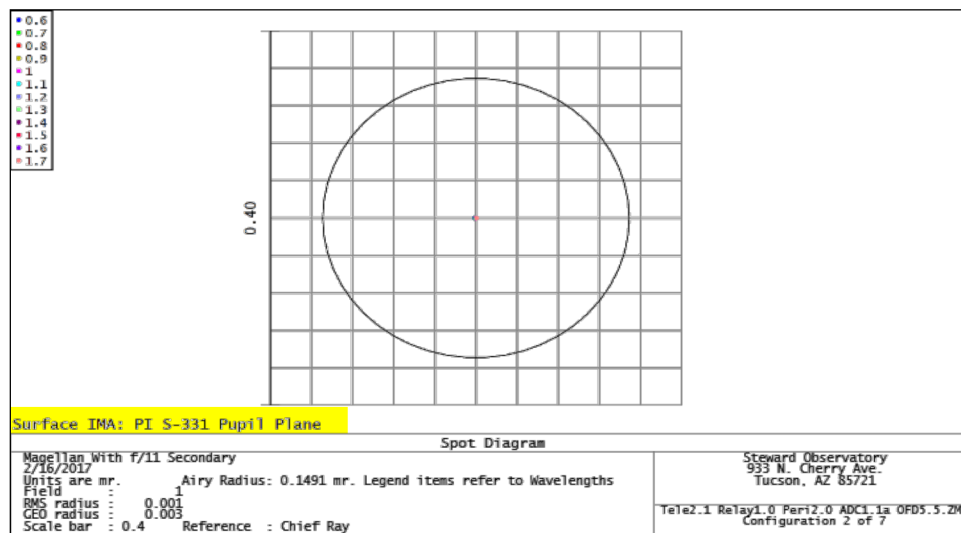 0.6
0.7
0.8
0.9
1
1.1
1.2
1.3
1.4
1.5
1.6
1.7
0.40
Surface IMA: PI S-331 Pupil Plane
Spot Diagram
Magellan With f/11 Secondary
2/16/2017
Units are mr. Airy Radius: 0.1491 mr. Legend items refer to Wavelengths
Field : 1
RMS radius : 0.001
GEO radius : 0.003
Scale bar : 0.4 Reference : Chief Ray
Steward Observatory
933 N. Cherry Ave.
Tucson, AZ 85721
Tele2.1 Relay1.0 Peri2.0 ADC1.1a OFD5.5.ZM
Configuration 2 of 7